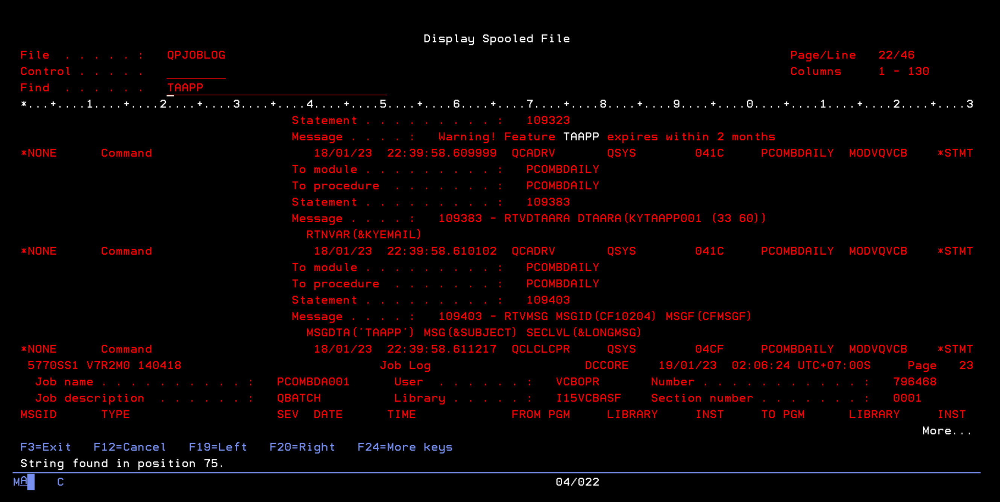 Display Spooled File
File  . . . . . :   QPJOBLOG                                                  Page/Line   22/46
Control . . . . .                                                             Columns     1 - 130
Find  . . . . . .   TAAPP
*...+....1....+....2....+....3....+....4....+....5....+....6....+....7....+....8....+....9....+....0....+....1....+....2....+....3
Statement . . . . . . . . . :   109323
Message . . . . :   Warning! Feature TAAPP expires within 2 months
*NONE      Command                      18/01/23  22:39:58.609999  QCADRV       QSYS        041C     PCOMBDAILY  MODVQVCB    *STMT
To module . . . . . . . . . :   PCOMBDAILY
To procedure  . . . . . . . :   PCOMBDAILY
Statement . . . . . . . . . :   109383
Message . . . . :   109383 - RTVDTAARA DTAARA(KYTAAPP001 (33 60))
RTNVAR(&KYEMAIL)
*NONE      Command                      18/01/23  22:39:58.610102  QCADRV       QSYS        041C     PCOMBDAILY  MODVQVCB    *STMT
To module . . . . . . . . . :   PCOMBDAILY
To procedure  . . . . . . . :   PCOMBDAILY
Statement . . . . . . . . . :   109403
Message . . . . :   109403 - RTVMSG MSGID(CF10204) MSGF(CFMSGF)
MSGDTA('TAAPP') MSG(&SUBJECT) SECLVL(&LONGMSG)
*NONE      Command                      18/01/23  22:39:58.611217  QCLCLCPR     QSYS        04CF     PCOMBDAILY  MODVQVCB    *STMT
5770SS1 V7R2M0 140418                           Job Log                     DCCORE    19/01/23  02:06:24 UTC+07:00S     Page   23
Job name . . . . . . . . . . . :   PCOMBDA001      User  . . . . . . :   VCBOPR       Number . . . . . . . . . . . . :   796468
Job description  . . . . . . . :   QBATCH          Library . . . . . :   I15VCBASF    Section number . . . . . . . . :   0001
MSGID      TYPE                    SEV  DATE      TIME             FROM PGM     LIBRARY     INST     TO PGM      LIBRARY     INST
More...
F3=Exit   F12=Cancel   F19=Left   F20=Right   F24=More keys
String found in position 75.
MA   C   04/022